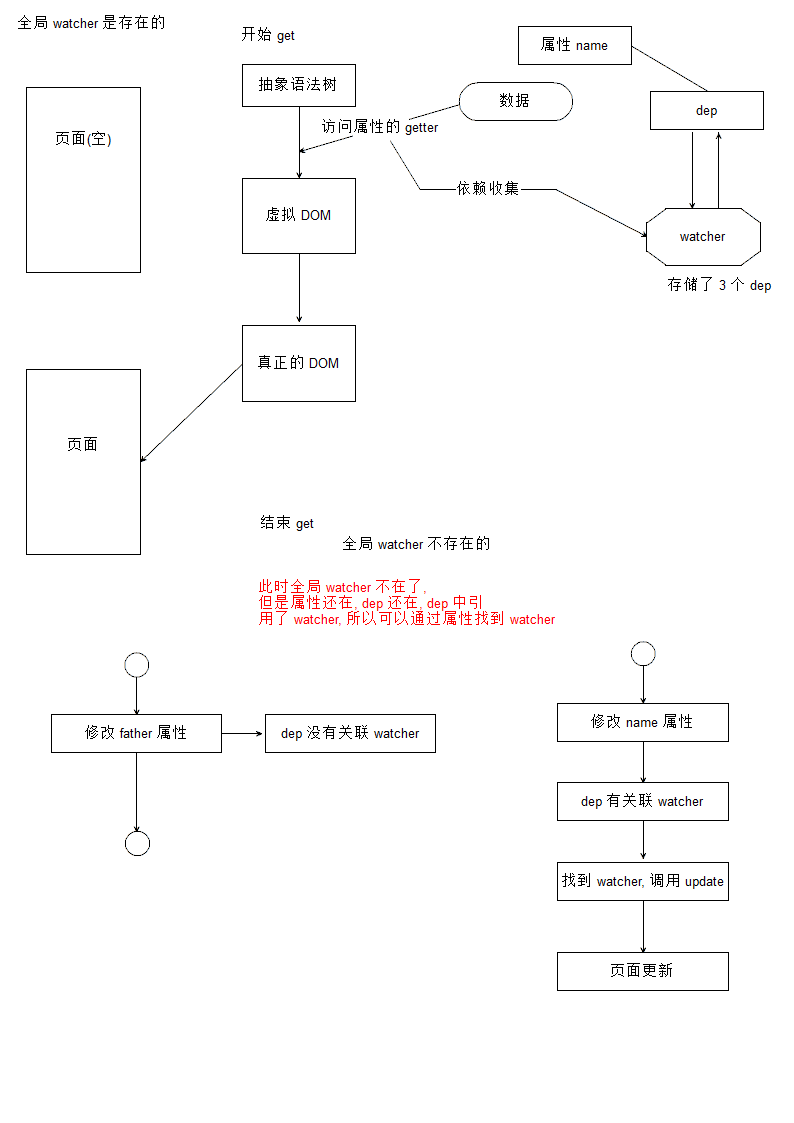 全局 watcher 是存在的
开始 get
属性 name
抽象语法树
数据
dep
页面(空)
访问属性的 getter
依赖收集
虚拟 DOM
watcher
存储了 3 个 dep
真正的 DOM
页面
结束 get
全局 watcher 不存在的
此时全局 watcher 不在了,
但是属性还在, dep 还在, dep 中引
用了 watcher, 所以可以通过属性找到 watcher
修改 father 属性
dep 没有关联 watcher
修改 name 属性
dep 有关联 watcher
找到 watcher, 调用 update
页面更新